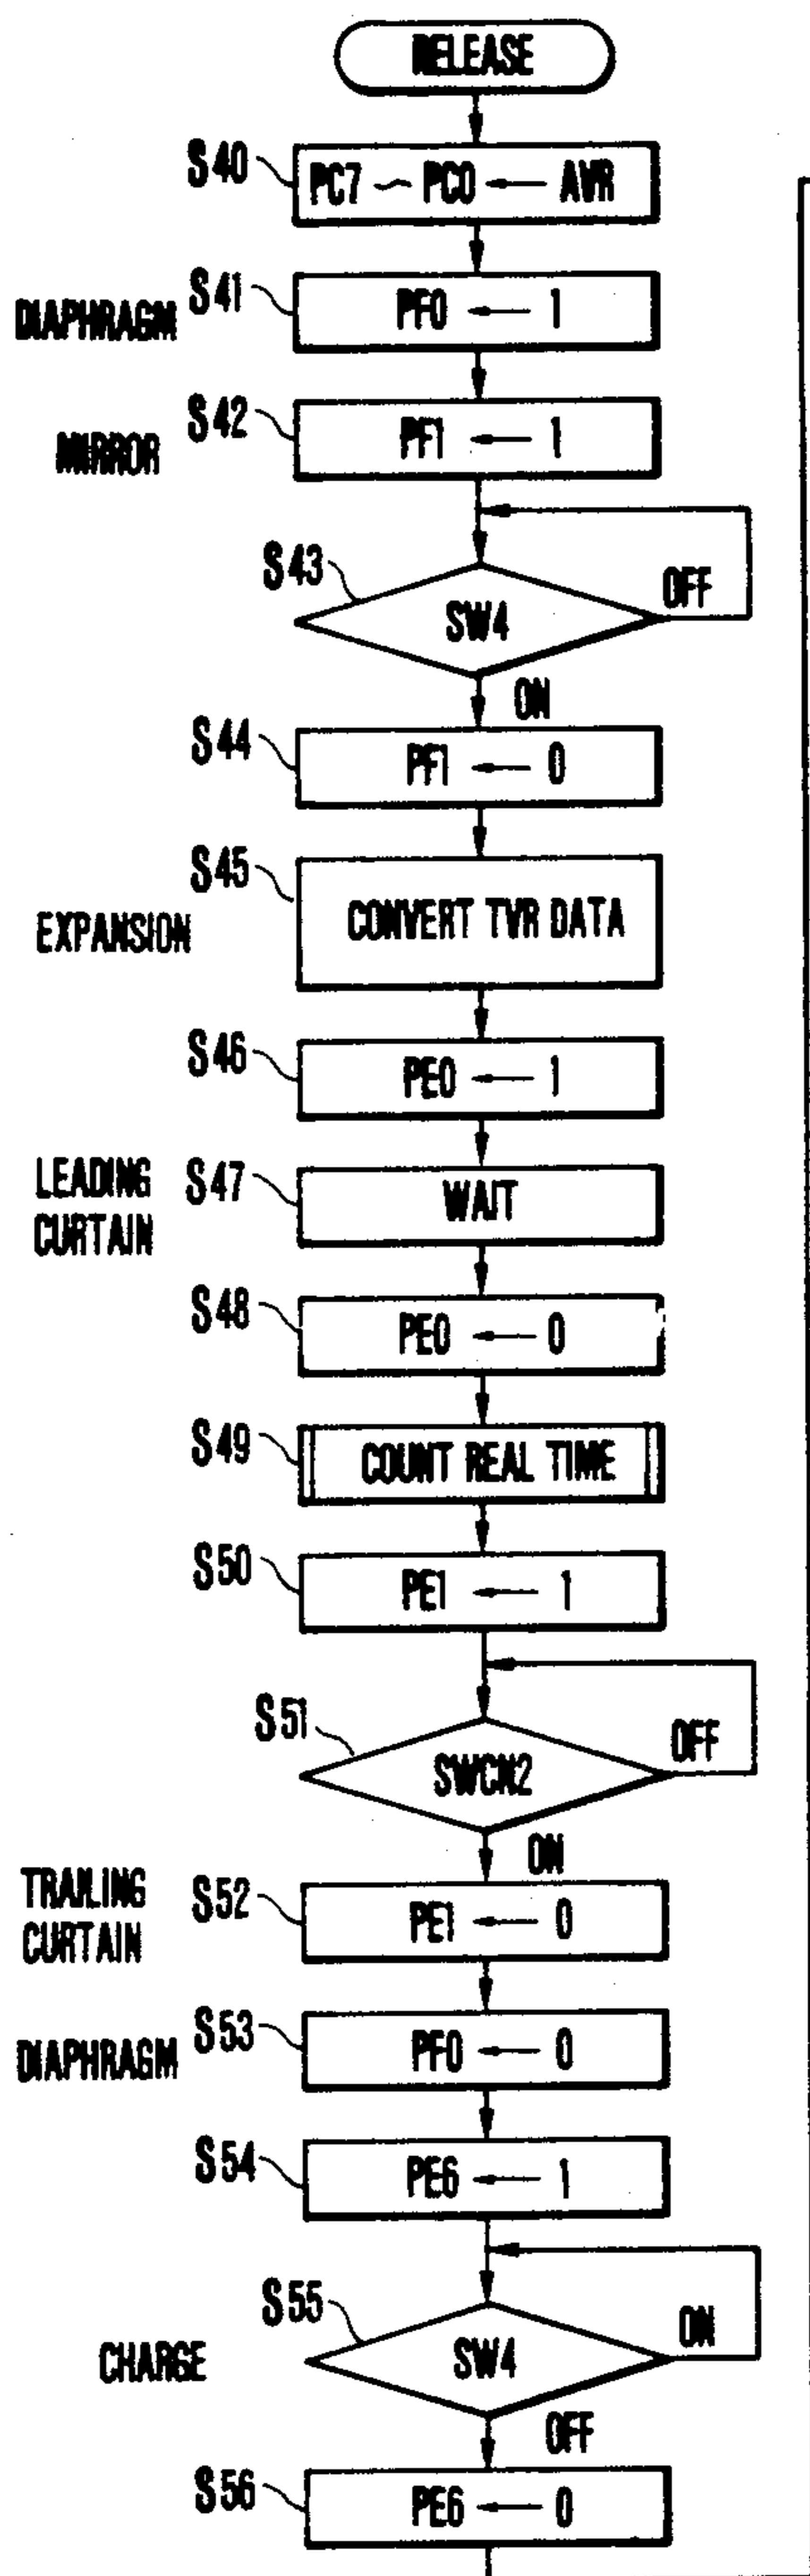 RELEASE
S40 PC7 ~ PC0 ← AVR
DIAPHRAGM S41 PF0 ← 1
MIRROR S42 PF1 ← 1
S43 SW4 OFF
ON
S44 PF1 ← 0
EXPANSION S45 CONVERT TVR DATA
S46 PE0 ← 1
LEADING CURTAIN S47 WAIT
S48 PE0 ← 0
S49 COUNT REAL TIME
S50 PE1 ← 1
S51 SWCN2 OFF
ON
TRAILING CURTAIN S52 PE1 ← 0
DIAPHRAGM S53 PF0 ← 0
S54 PE6 ← 1
CHARGE S55 SW4 ON
OFF
S56 PE6 ← 0